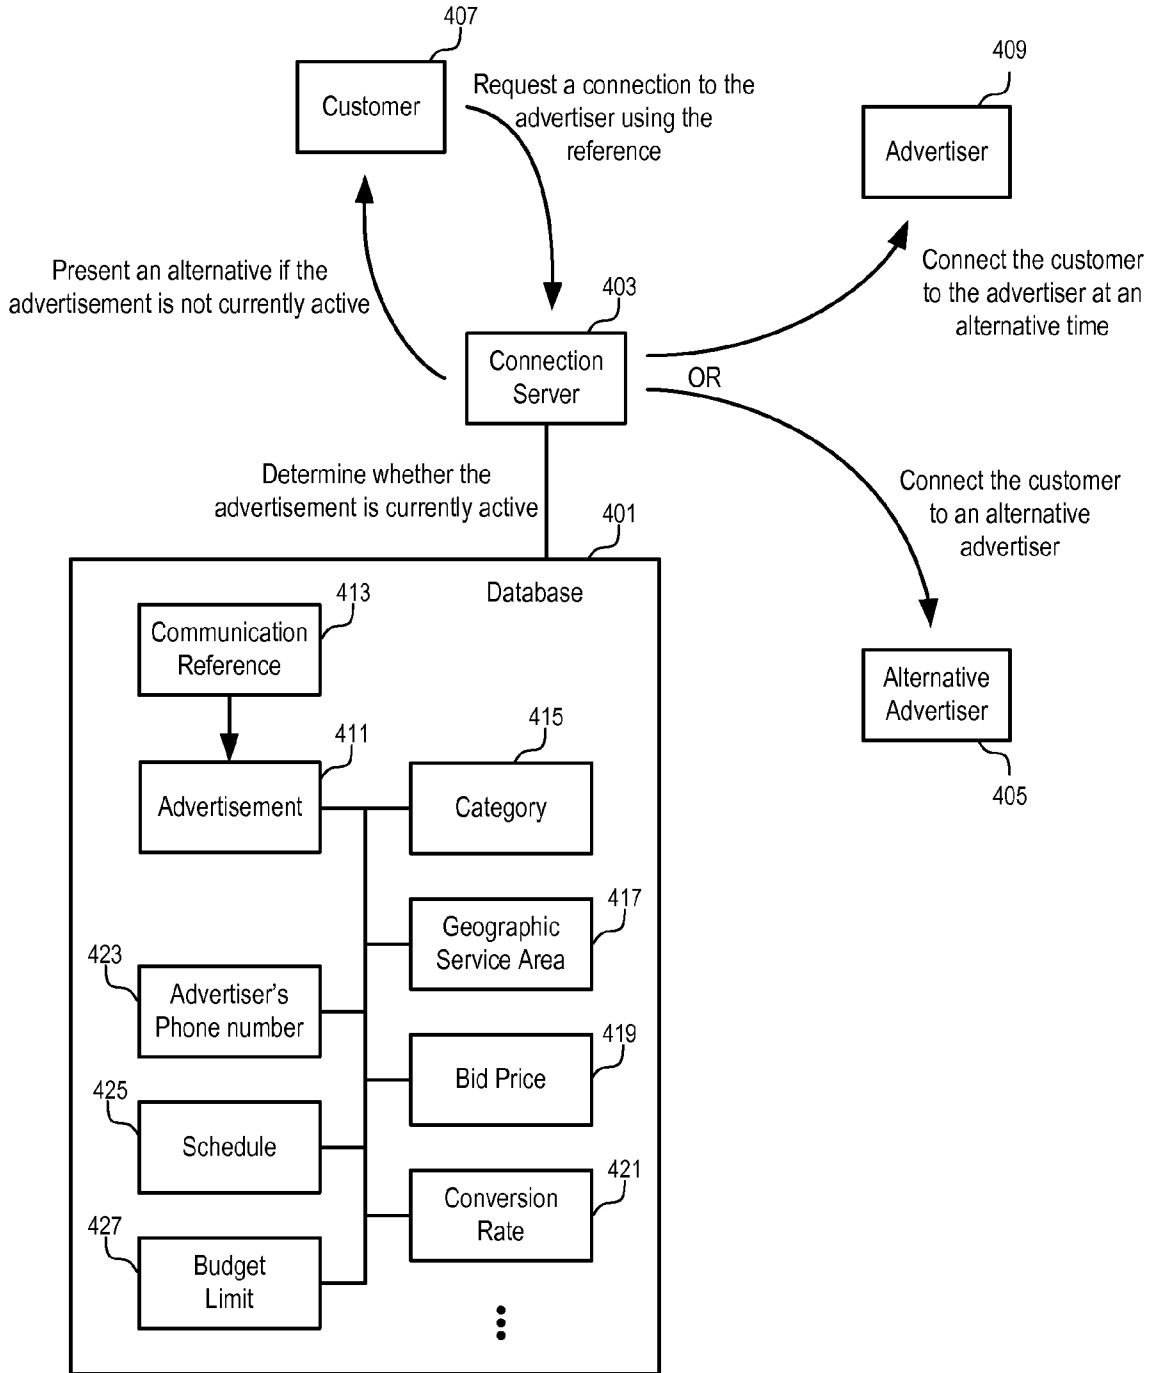 407
Customer
Request a connection to the
advertiser using the
reference
409
Advertiser
Present an alternative if the
advertisement is not currently active
Connect the customer
to the advertiser at an
alternative time
403
Connection
Server
OR
Determine whether the
advertisement is currently active
Connect the customer
to an alternative
advertiser
401
Database
413
Communication
Reference
Alternative
Advertiser
405
411
Advertisement
415
Category
417
Geographic
Service Area
423
Advertiser’s
Phone number
419
Bid Price
425
Schedule
421
Conversion
Rate
427
Budget
Limit